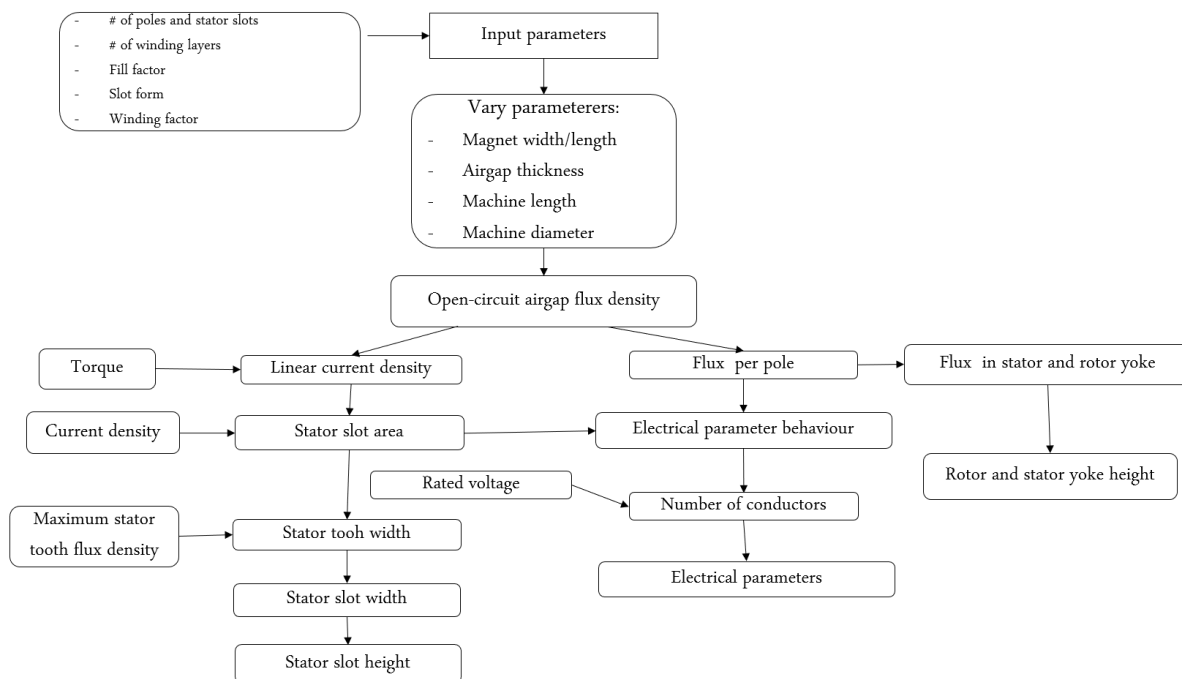 - # of poles and stator slots
- # of winding layers
- Fill factor
- Slot form
- Winding factor
Input parameters
Vary parameterers:
- Magnet width/length
- Airgap thickness
- Machine length
- Machine diameter
Open-circuit airgap flux density
Torque
Linear current density
Flux per pole
Flux in stator and rotor yoke
Current density
Stator slot area
Electrical parameter behaviour
Rotor and stator yoke height
Rated voltage
Number of conductors
Maximum stator
tooth flux density
Stator tooh width
Electrical parameters
Stator slot width
Stator slot height